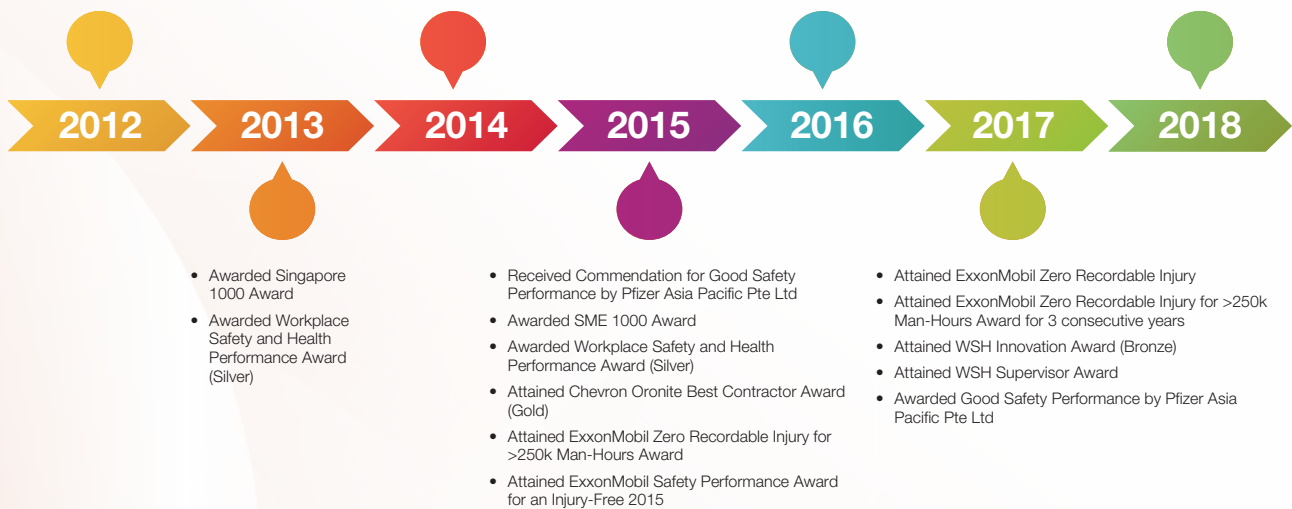 2012
2013
2014
2015
2016
2017
2018
• Awarded Singapore
1000 Award
• Awarded Workplace
Safety and Health
Performance Award
(Silver)
• Received Commendation for Good Safety
Performance by Pfizer Asia Pacific Pte Ltd
• Awarded SME 1000 Award
• Awarded Workplace Safety and Health
Performance Award (Silver)
• Attained Chevron Oronite Best Contractor Award
(Gold)
• Attained ExxonMobil Zero Recordable Injury for
>250k Man-Hours Award
• Attained ExxonMobil Safety Performance Award
for an Injury-Free 2015
• Attained ExxonMobil Zero Recordable Injury
• Attained ExxonMobil Zero Recordable Injury for >250k
Man-Hours Award for 3 consecutive years
• Attained WSH Innovation Award (Bronze)
• Attained WSH Supervisor Award
• Awarded Good Safety Performance by Pfizer Asia
Pacific Pte Ltd